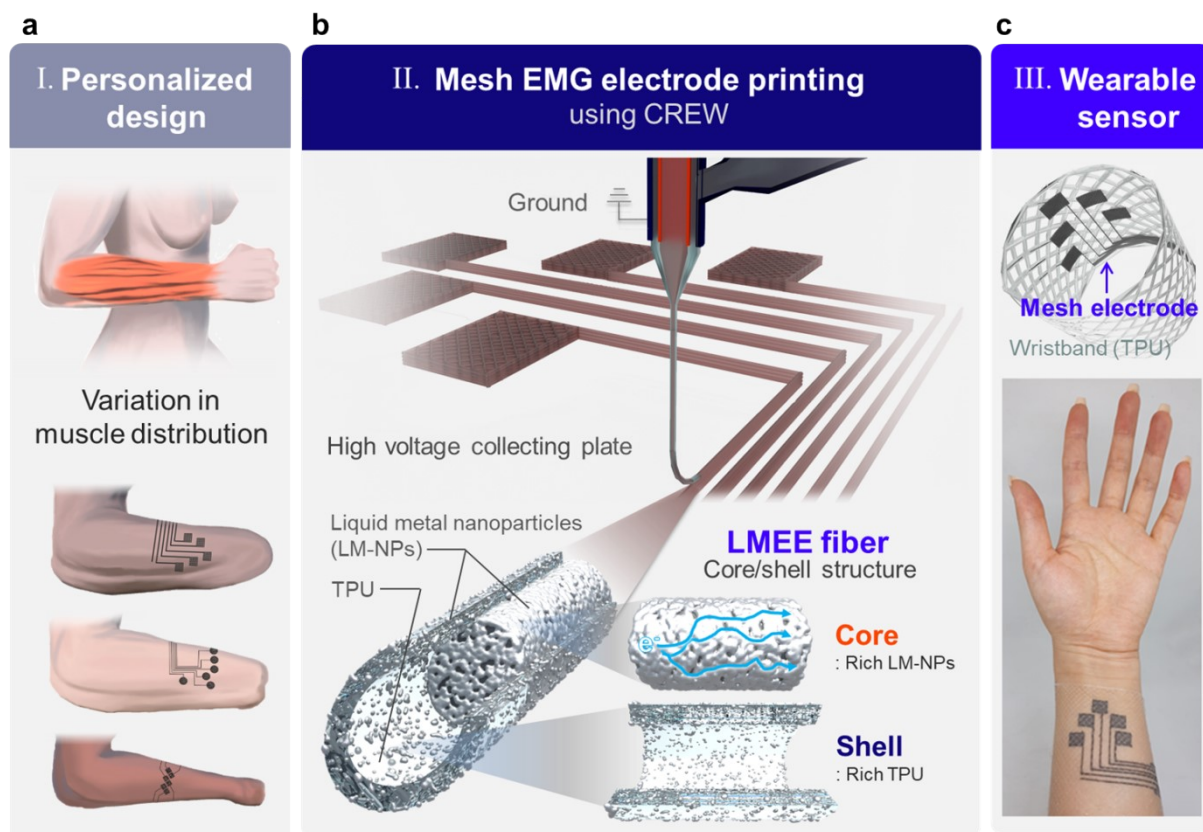 a
I. Personalized
design
Variation in
muscle distribution
b
II. Mesh EMG electrode printing
using CREW
Ground
High voltage collecting plate
Liquid metal nanoparticles
(LM-NPs)
TPU
LMEE fiber
Core/shell structure
e-
Core
: Rich LM-NPs
Shell
: Rich TPU
c
III. Wearable
sensor
Mesh electrode
Wristband (TPU)